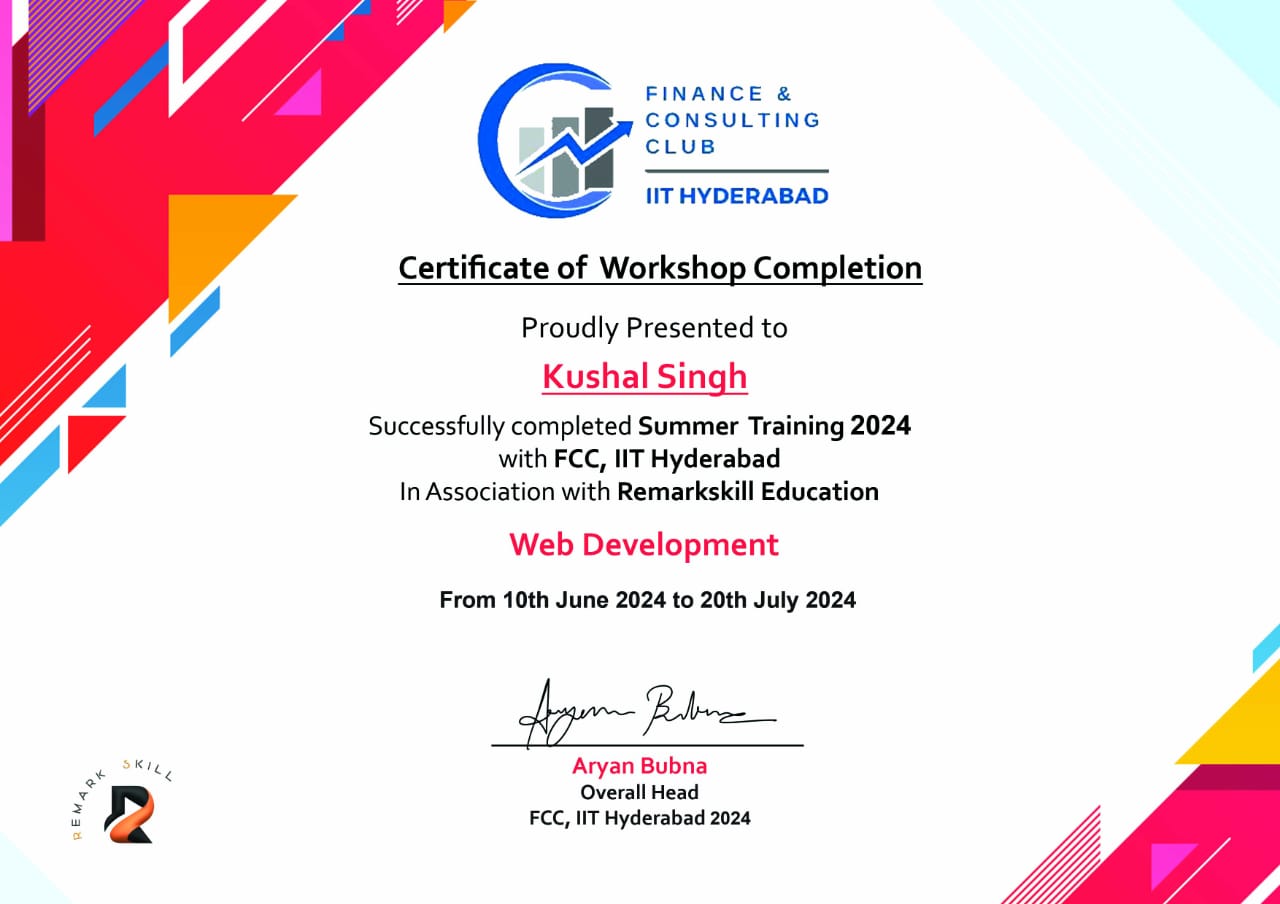 FINANCE &
CONSULTING
CLUB
IIT HYDERABAD
Certificate of Workshop Completion
Proudly Presented to
Kushal Singh
Successfully completed Summer Training 2024
with FCC, IIT Hyderabad
In Association with Remarkskill Education
Web Development
From 10th June 2024 to 20th July 2024
Aryan Bubna
Aryan Bubna
Overall Head
FCC, IIT Hyderabad 2024
REMARK SKILL